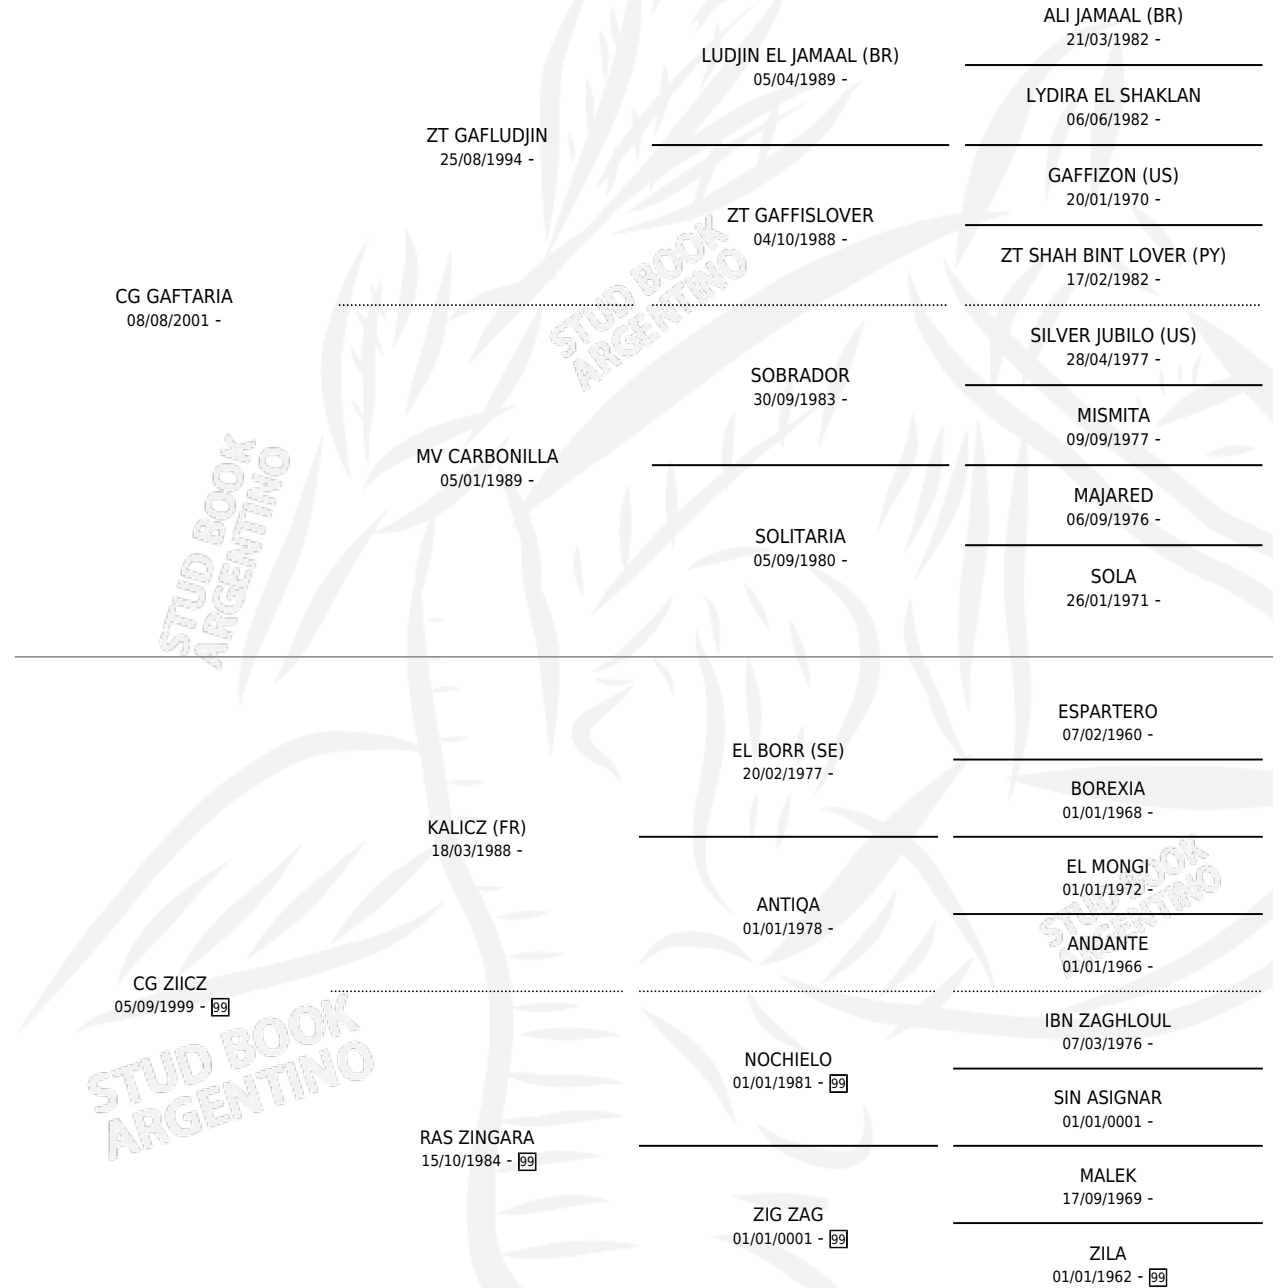 ALI JAMAAL (BR)
21/03/1982 -
LUDJIN EL JAMAAL (BR)
05/04/1989 -
LYDIRA EL SHAKLAN
06/06/1982 -
ZT GAFLUDJIN
25/08/1994 -
GAFFIZON (US)
20/01/1970 -
ZT GAFFISLOVER
04/10/1988 -
ZT SHAH BINT LOVER (PY)
17/02/1982 -
CG GAFTARIA
08/08/2001 -
SILVER JUBILO (US)
28/04/1977 -
SOBRADOR
30/09/1983 -
MISMITA
09/09/1977 -
MV CARBONILLA
05/01/1989 -
MAJARED
06/09/1976 -
SOLITARIA
05/09/1980 -
SOLA
26/01/1971 -
ESPARTERO
07/02/1960 -
EL BORR (SE)
20/02/1977 -
BOREXIA
01/01/1968 -
KALICZ (FR)
18/03/1988 -
EL MONGI
01/01/1972 -
ANTIQA
01/01/1978 -
ANDANTE
01/01/1966 -
CG ZIICZ
05/09/1999 - 99
IBN ZAGHLOUL
07/03/1976 -
NOCHIELO
01/01/1981 - 99
SIN ASIGNAR
01/01/0001 -
RAS ZINGARA
15/10/1984 - 99
MALEK
17/09/1969 -
ZIG ZAG
01/01/0001 - 99
ZILA
01/01/1962 - 99
STUD BOOK
ARGENTINO
STUD BOOK
ARGENTINO
STUD BOOK
ARGENTINO
STUD BOOK
ARGENTINO